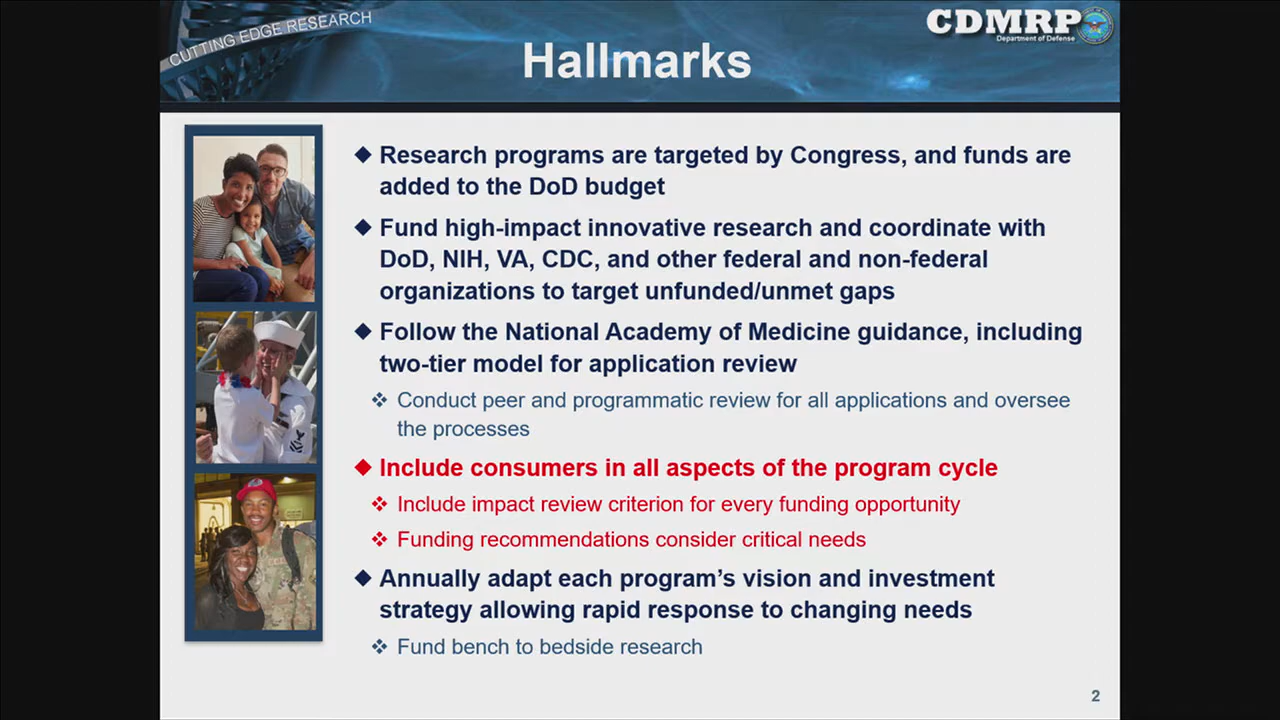 CUTTING EDGE RESEARCH
CDMRP
Department of Defense
Hallmarks
Research programs are targeted by Congress, and funds are
added to the DoD budget
Fund high-impact innovative research and coordinate with
DoD, NIH, VA, CDC, and other federal and non-federal
organizations to target unfunded/unmet gaps
Follow the National Academy of Medicine guidance, including
two-tier model for application review
Conduct peer and programmatic review for all applications and oversee
the processes
Include consumers in all aspects of the program cycle
Include impact review criterion for every funding opportunity
Funding recommendations consider critical needs
Annually adapt each program’s vision and investment
strategy allowing rapid response to changing needs
Fund bench to bedside research
2